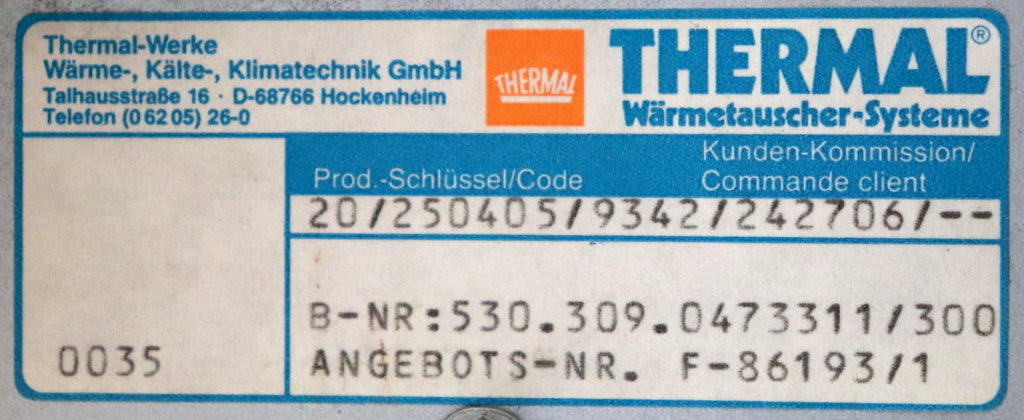 Thermal-Werke
Wärme-, Kälte-, Klimatechnik GmbH
Talhausstraße 16 · D-68766 Hockenheim
Telefon (0 62 05) 26-0
THERMAL
THERMAL®
Wärmetauscher-Systeme
Prod.-Schlüssel/Code
Kunden-Kommission/
Commande client
20/250405/9342/242706/--
B-NR:530.309.0473311/300
0035
ANGEBOTS-NR. F-86193/1